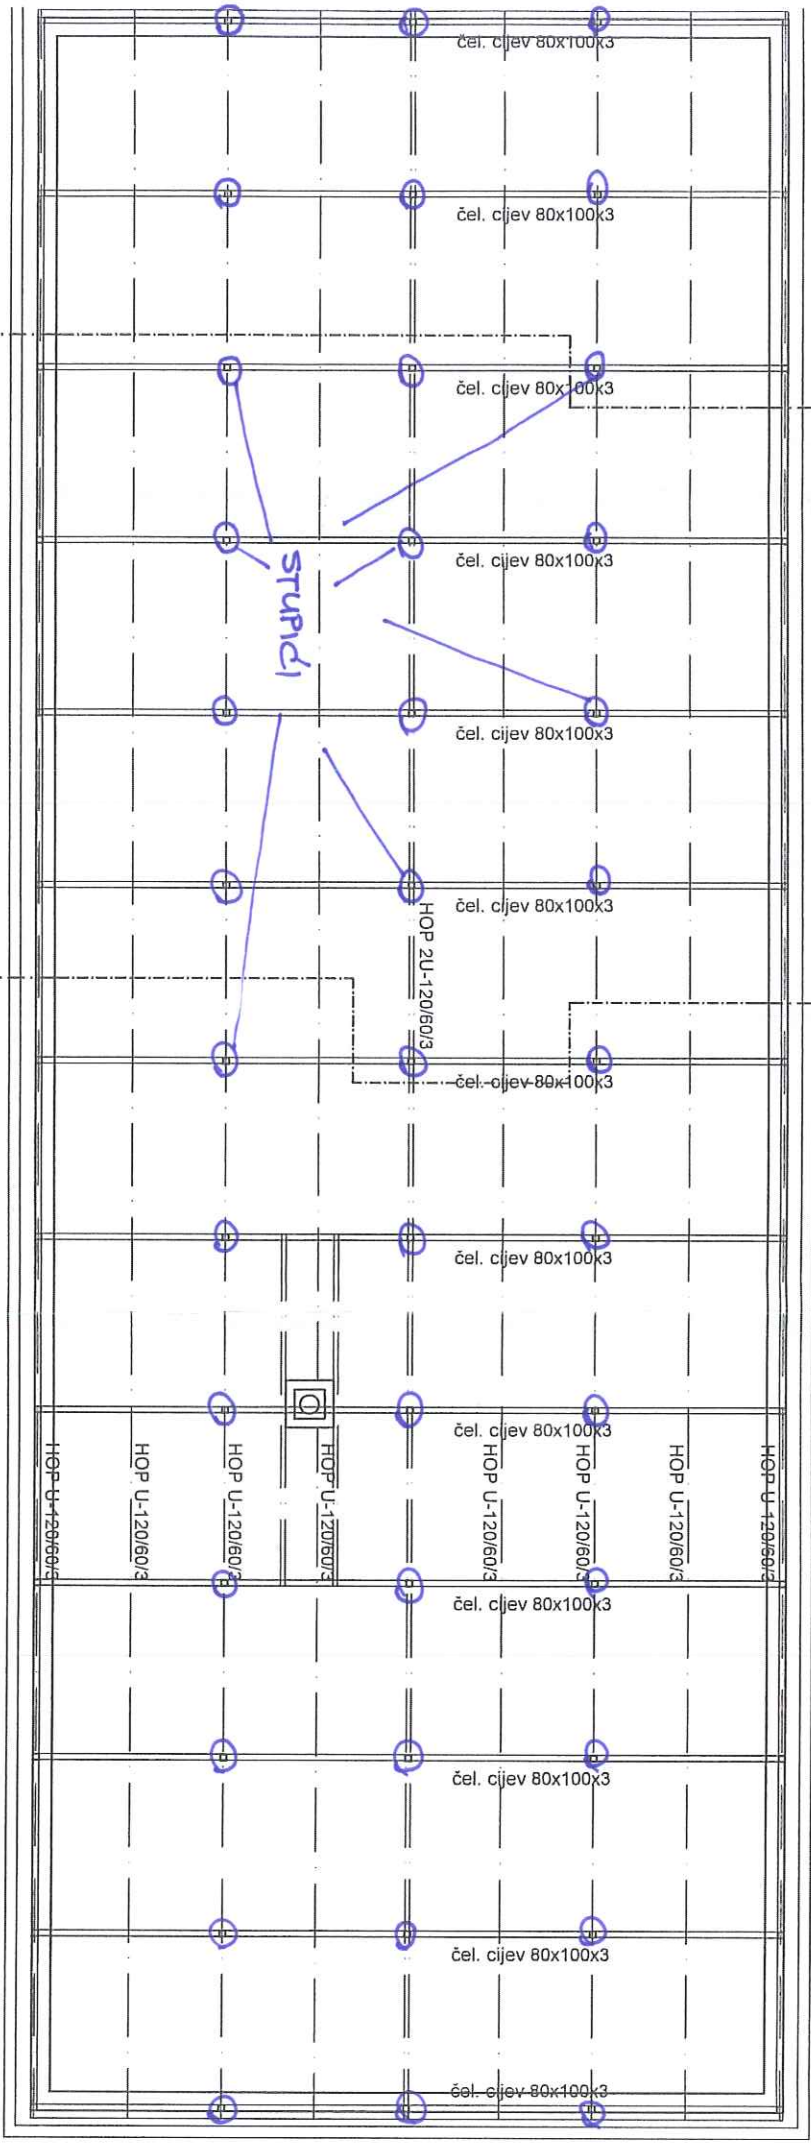 čel. cijev 80x100x3
čel. cijev 80x100x3
čel. cijev 80x100x3
čel. cijev 80x100x3
STUPIĆI
čel. cijev 80x100x3
čel. cijev 80x100x3
HOP 2U-120/60/3
čel. cijev 80x100x3
čel. cijev 80x100x3
čel. cijev 80x100x3
HOP U-120/60/3
HOP U-120/60/3
HOP U-120/60/3
HOP U-120/60/3
HOP U-120/60/3
HOP U-120/60/3
HOP U-120/60/3
HOP U-120/60/3
čel. cijev 80x100x3
čel. cijev 80x100x3
čel. cijev 80x100x3
čel. cijev 80x100x3